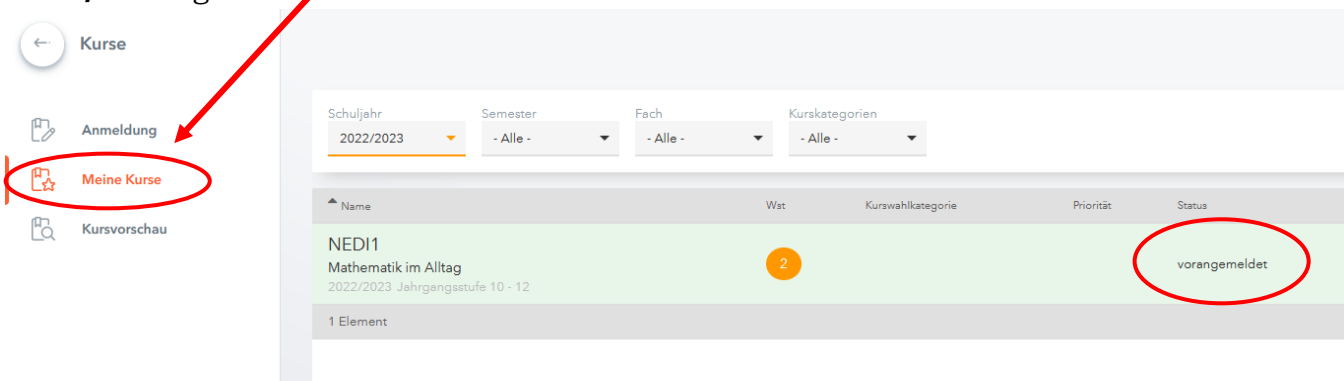 Kurse
Anmeldung
Meine Kurse
Kursvorschau
Schuljahr Semester Fach Kurskategorien
2022/2023 - Alle - - Alle - - Alle -
Name Wst Kurswahlkategorie Priorität Status
NEDI1
Mathematik im Alltag 2 vorangemeldet
2022/2023 Jahrgangsstufe 10 - 12
1 Element